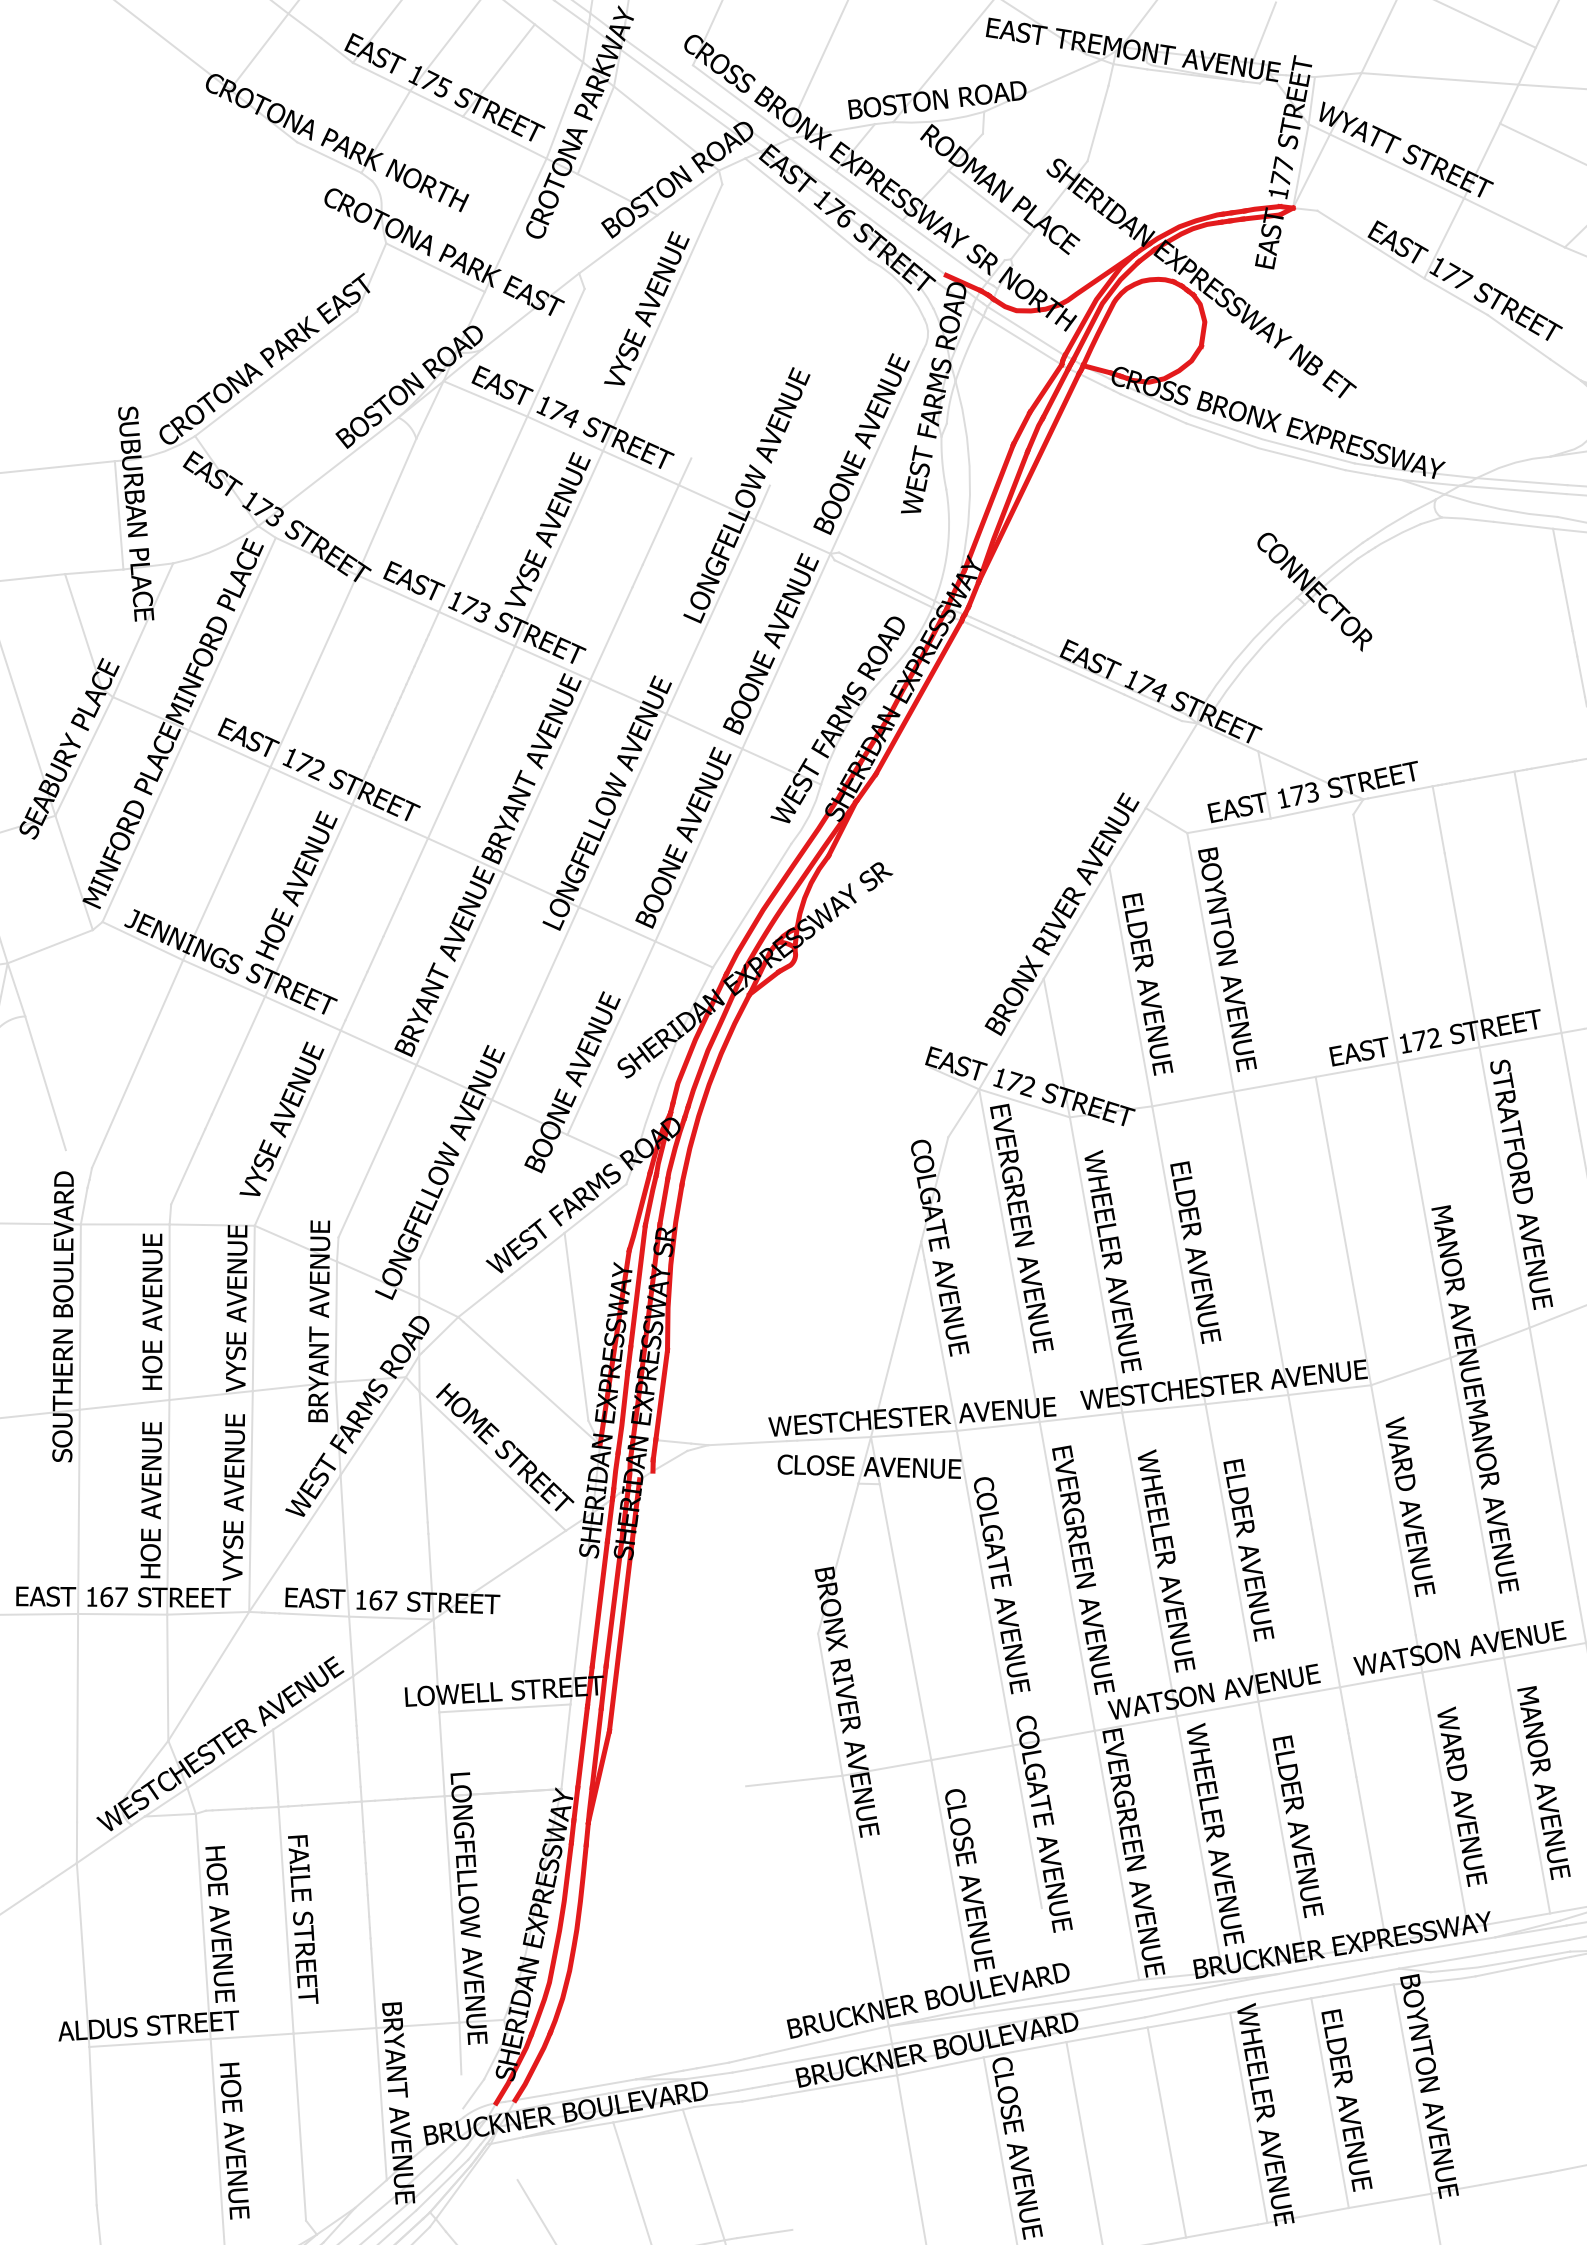 EAST TREMONT AVENUE
CROTONA PARKWAY
EAST 175 STREET
CROSS BRONX EXPRESSWAY SR NORTH
BOSTON ROAD
EAST 177 STREET
CROTONA PARK NORTH
WYATT STREET
BOSTON ROAD
RODMAN PLACE
EAST 176 STREET
SHERIDAN EXPRESSWAY NB ET
CROTONA PARK EAST
EAST 177 STREET
VYSE AVENUE
CROTONA PARK EAST
WEST FARMS ROAD
BOSTON ROAD
EAST 174 STREET
LONGFELLOW AVENUE
BOONE AVENUE
CROSS BRONX EXPRESSWAY
SUBURBAN PLACE
EAST 173 STREET
VYSE AVENUE
CONNECTOR
EAST 173 STREET
MINFORD PLACE
BOONE AVENUE
SHERIDAN EXPRESSWAY
WEST FARMS ROAD
EAST 174 STREET
SEABURY PLACE
MINFORD PLACE
EAST 172 STREET
BRYANT AVENUE
LONGFELLOW AVENUE
BOONE AVENUE
EAST 173 STREET
BRONX RIVER AVENUE
HOE AVENUE
BOYNTON AVENUE
ELDER AVENUE
SHERIDAN EXPRESSWAY SR
BRYANT AVENUE
JENNINGS STREET
BOONE AVENUE
EAST 172 STREET
EAST 172 STREET
VYSE AVENUE
LONGFELLOW AVENUE
STRATFORD AVENUE
WEST FARMS ROAD
EVERGREEN AVENUE
COLGATE AVENUE
WHEELER AVENUE
ELDER AVENUE
SOUTHERN BOULEVARD
HOE AVENUE
VYSE AVENUE
BRYANT AVENUE
MANOR AVENUE
SHERIDAN EXPRESSWAY
SHERIDAN EXPRESSWAY SR
WEST FARMS ROAD
HOME STREET
WESTCHESTER AVENUE
WESTCHESTER AVENUE
CLOSE AVENUE
HOE AVENUE
VYSE AVENUE
MANOR AVENUE
WARD AVENUE
EVERGREEN AVENUE
WHEELER AVENUE
ELDER AVENUE
COLGATE AVENUE
BRONX RIVER AVENUE
EAST 167 STREET
EAST 167 STREET
WATSON AVENUE
WATSON AVENUE
LOWELL STREET
WESTCHESTER AVENUE
MANOR AVENUE
WARD AVENUE
COLGATE AVENUE
EVERGREEN AVENUE
WHEELER AVENUE
ELDER AVENUE
LONGFELLOW AVENUE
SHERIDAN EXPRESSWAY
CLOSE AVENUE
HOE AVENUE
FAILE STREET
BRUCKNER EXPRESSWAY
BRUCKNER BOULEVARD
ALDUS STREET
BRYANT AVENUE
BRUCKNER BOULEVARD
BOYNTON AVENUE
WHEELER AVENUE
ELDER AVENUE
HOE AVENUE
BRUCKNER BOULEVARD
CLOSE AVENUE